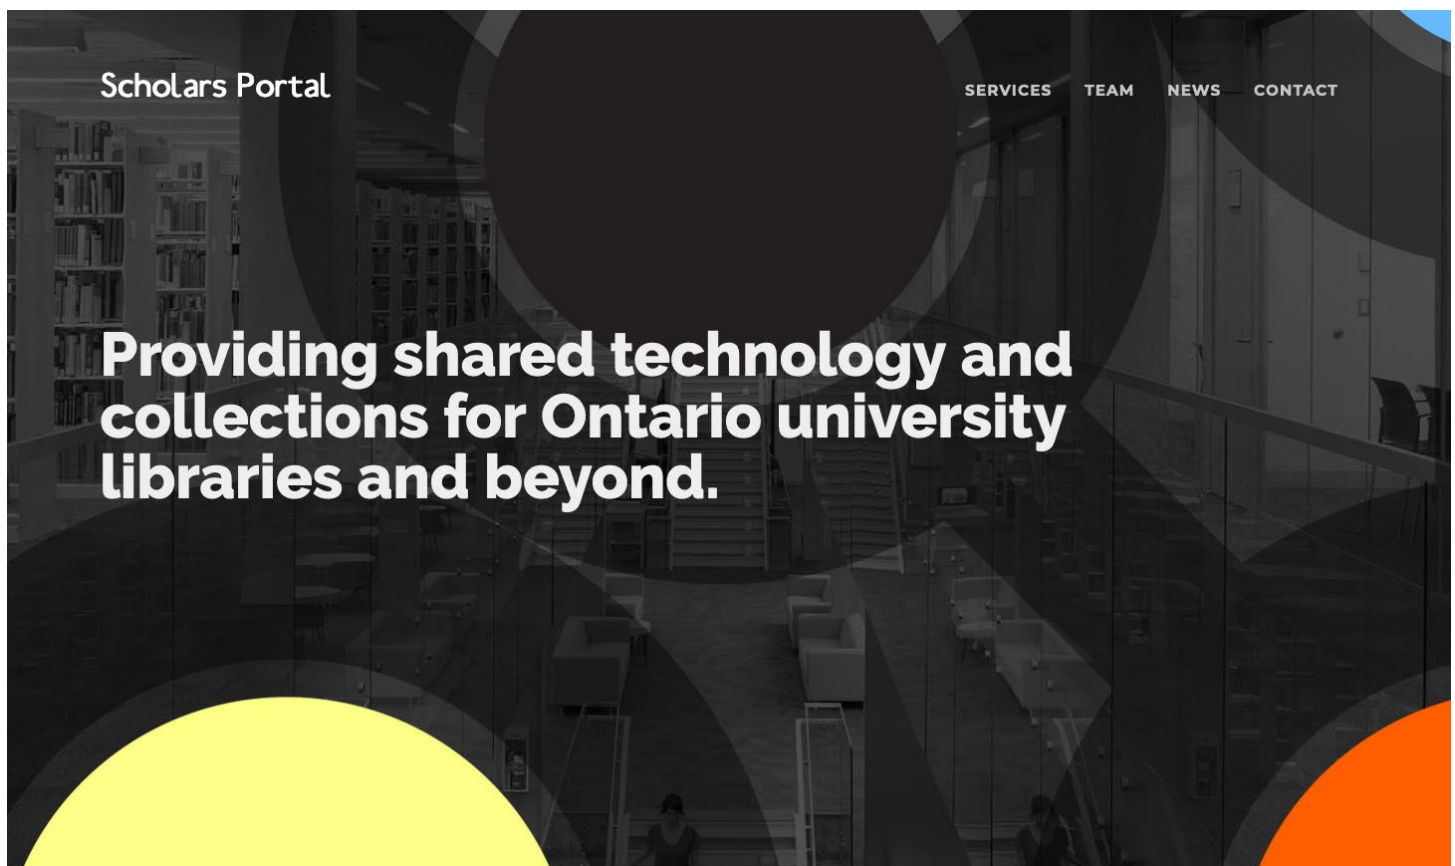 Scholars Portal
SERVICES TEAM NEWS CONTACT
Providing shared technology and
collections for Ontario university
libraries and beyond.